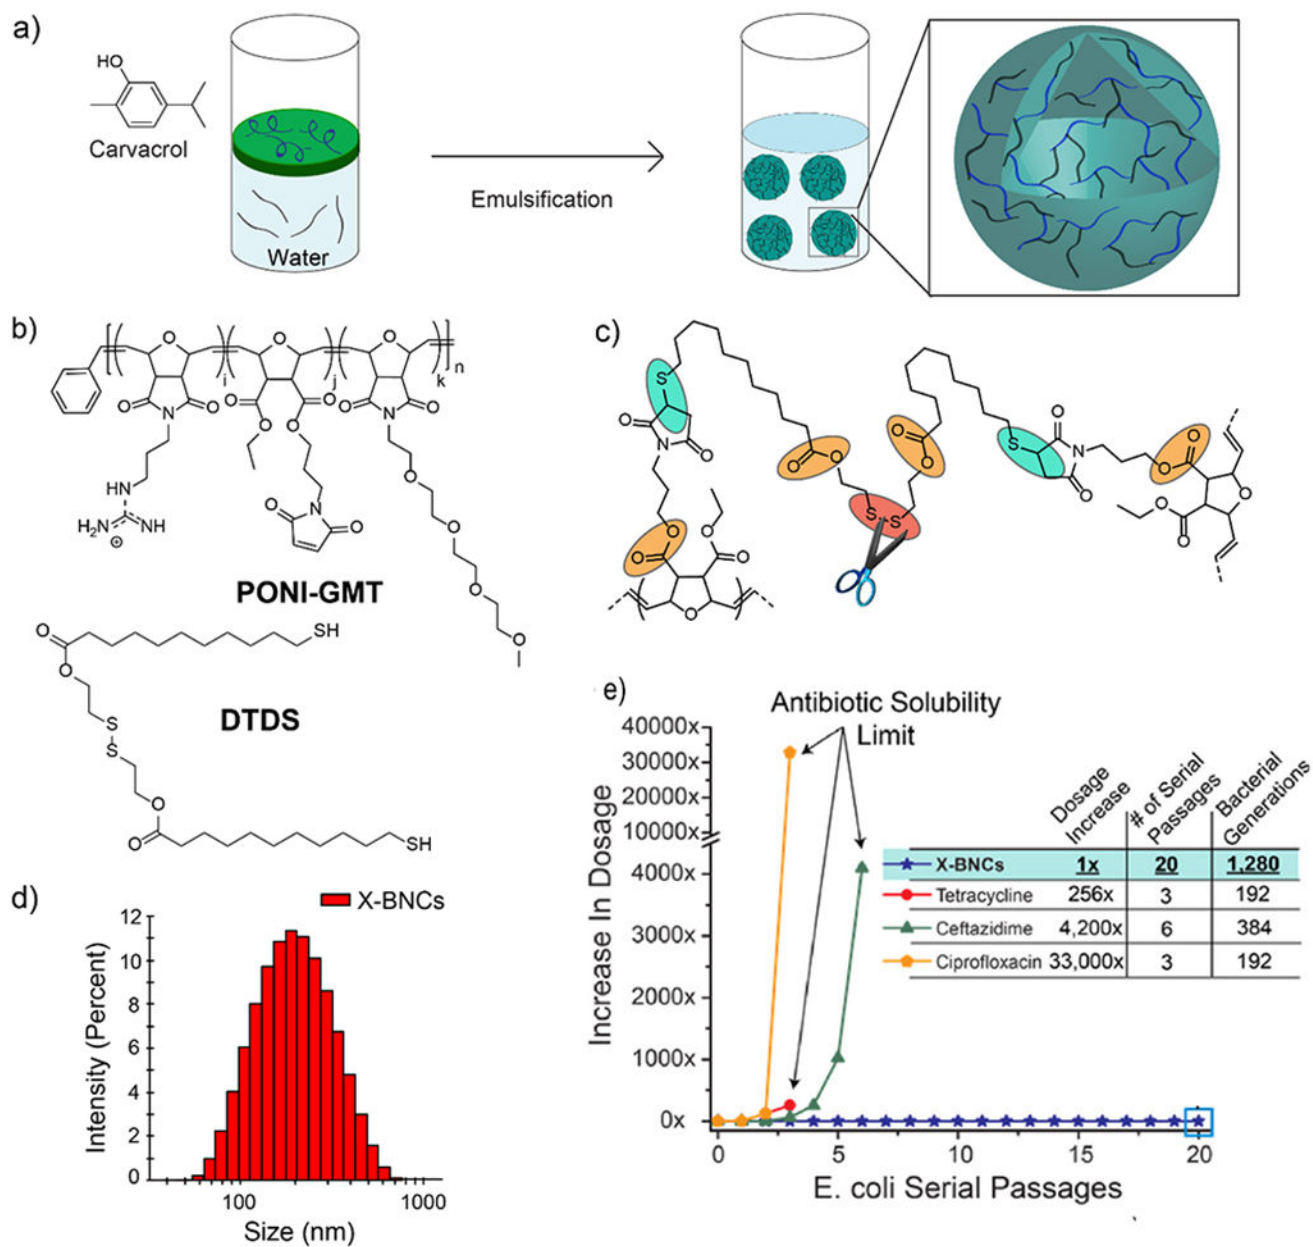 a)
HO
Carvacrol
Water
Emulsification
b)
O
O
O
n
i
j
k
O
N
O
O
O
O
O
O
N
O
HN
H2N
NH
⊕
N
O
O
O
O
O
O
PONI-GMT
O
SH
O
S
S
DTDS
O
O
SH
c)
S
O
N
O
O
O
O
O
O
O
S
S
O
O
S
O
N
O
O
O
O
O
O
d)
X-BNCs
Intensity (Percent)
12
10
8
6
4
2
0
100
1000
Size (nm)
e)
Antibiotic Solubility
Limit
Increase In Dosage
40000x
30000x
20000x
10000x
4000x
3000x
2000x
1000x
0x
0
5
10
15
20
E. coli Serial Passages
Dosage
Increase
# of Serial
Passages
Bacterial
Generations
X-BNCs 1x 20 1,280
Tetracycline 256x 3 192
Ceftazidime 4,200x 6 384
Ciprofloxacin 33,000x 3 192